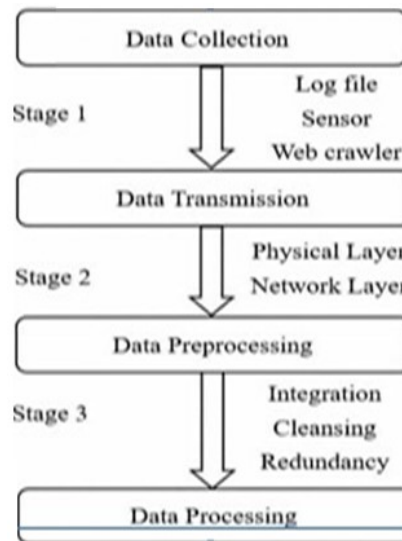 Data Collection
Stage 1
Log file
Sensor
Web crawler
Data Transmission
Stage 2
Physical Layer
Network Layer
Data Preprocessing
Stage 3
Integration
Cleansing
Redundancy
Data Processing